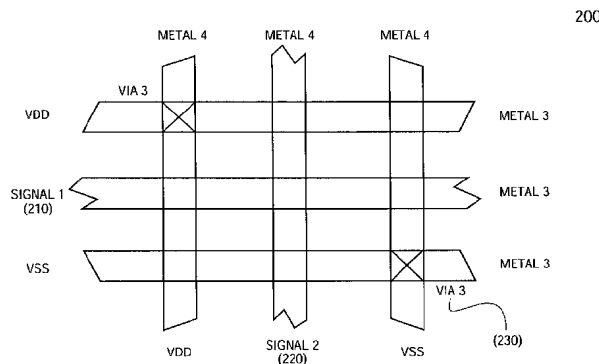 200
METAL 4 METAL 4 METAL 4
VIA 3
VDD METAL 3
SIGNAL 1
(210) METAL 3
VSS METAL 3
VIA 3
(230)
VDD SIGNAL 2
(220) VSS